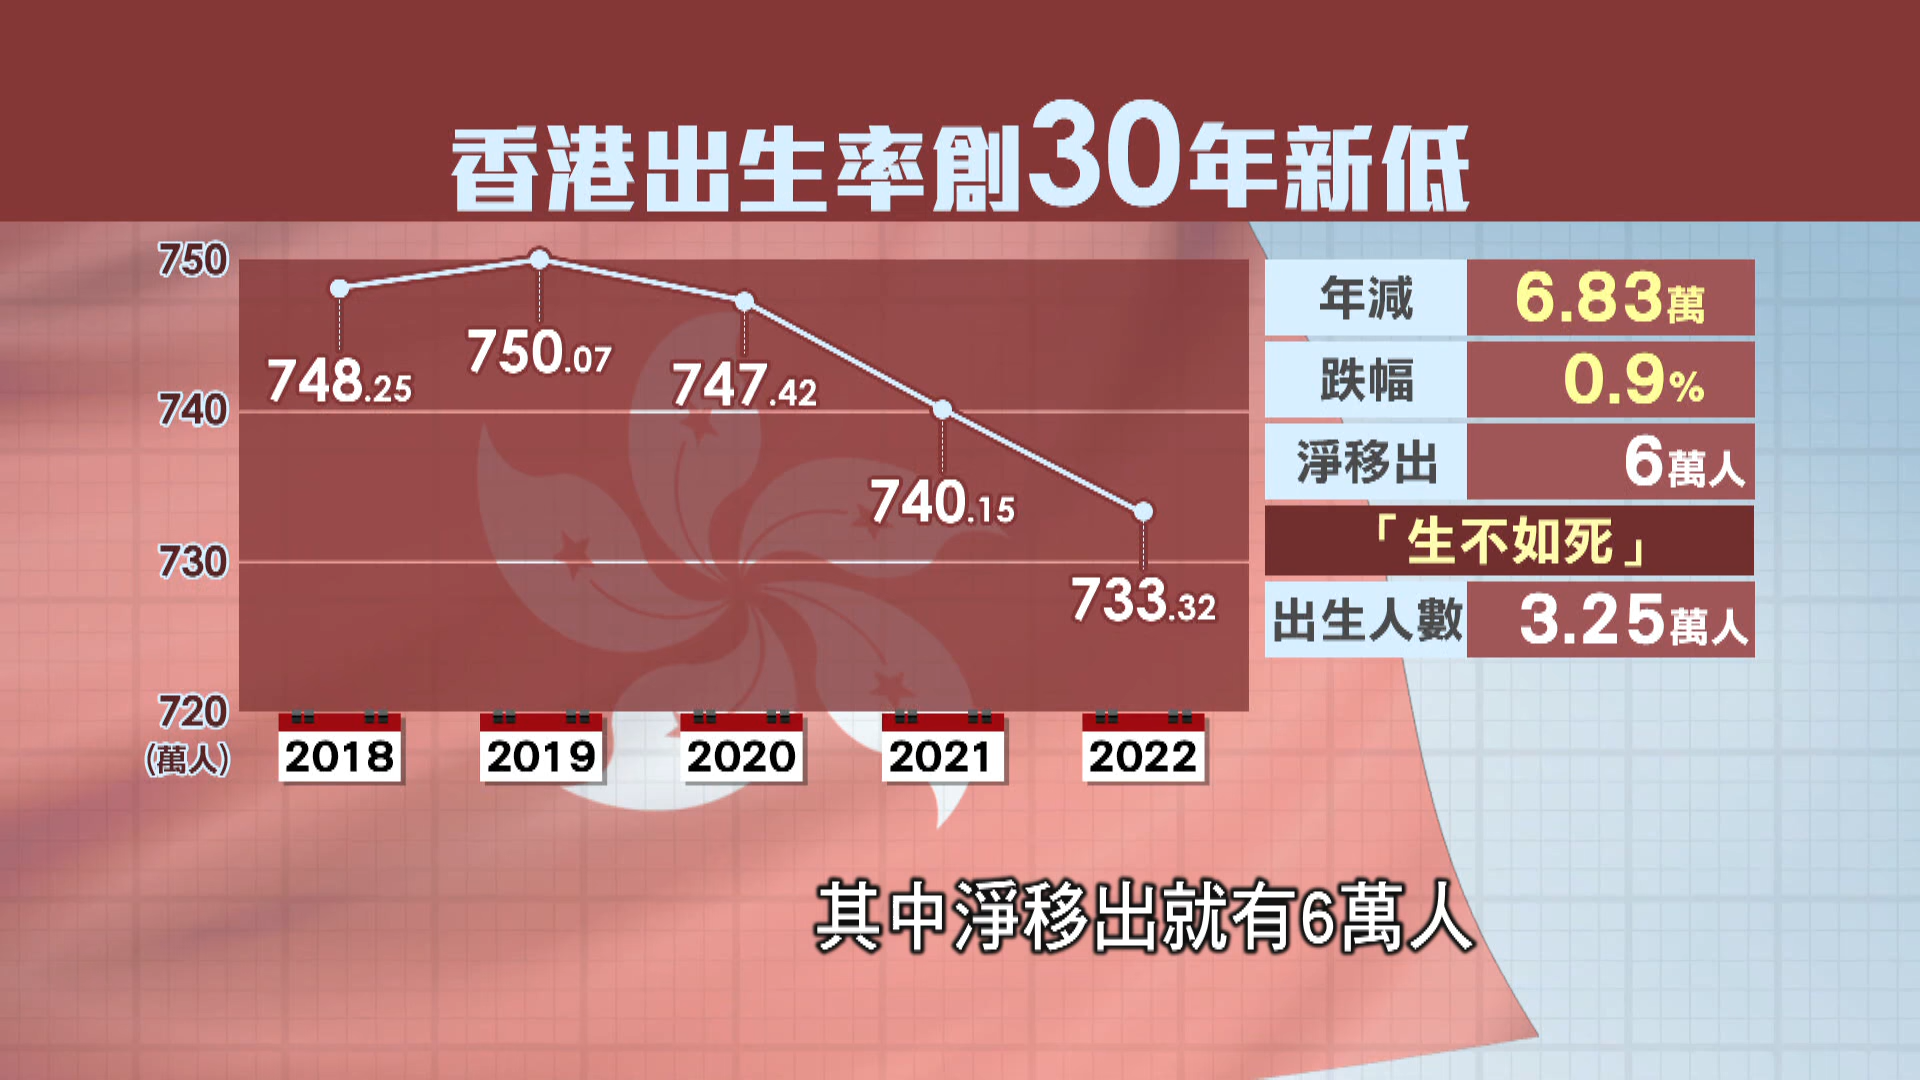 香港出生率創30年新低
750
740
730
720
(萬人)
748.25
750.07
747.42
740.15
733.32
2018
2019
2020
2021
2022
年減 6.83萬
跌幅 0.9%
淨移出 6萬人
「生不如死」
出生人數 3.25萬人
其中淨移出就有6萬人